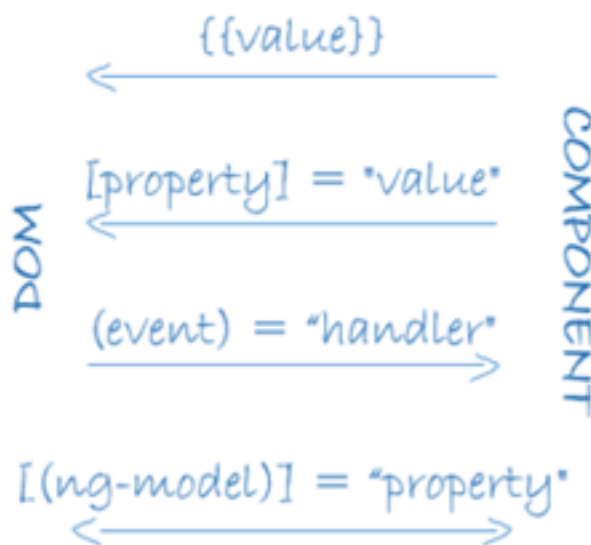 {{value}}
[property] = "value"
DOM
COMPONENT
(event) = "handler"
[(ng-model)] = "property"